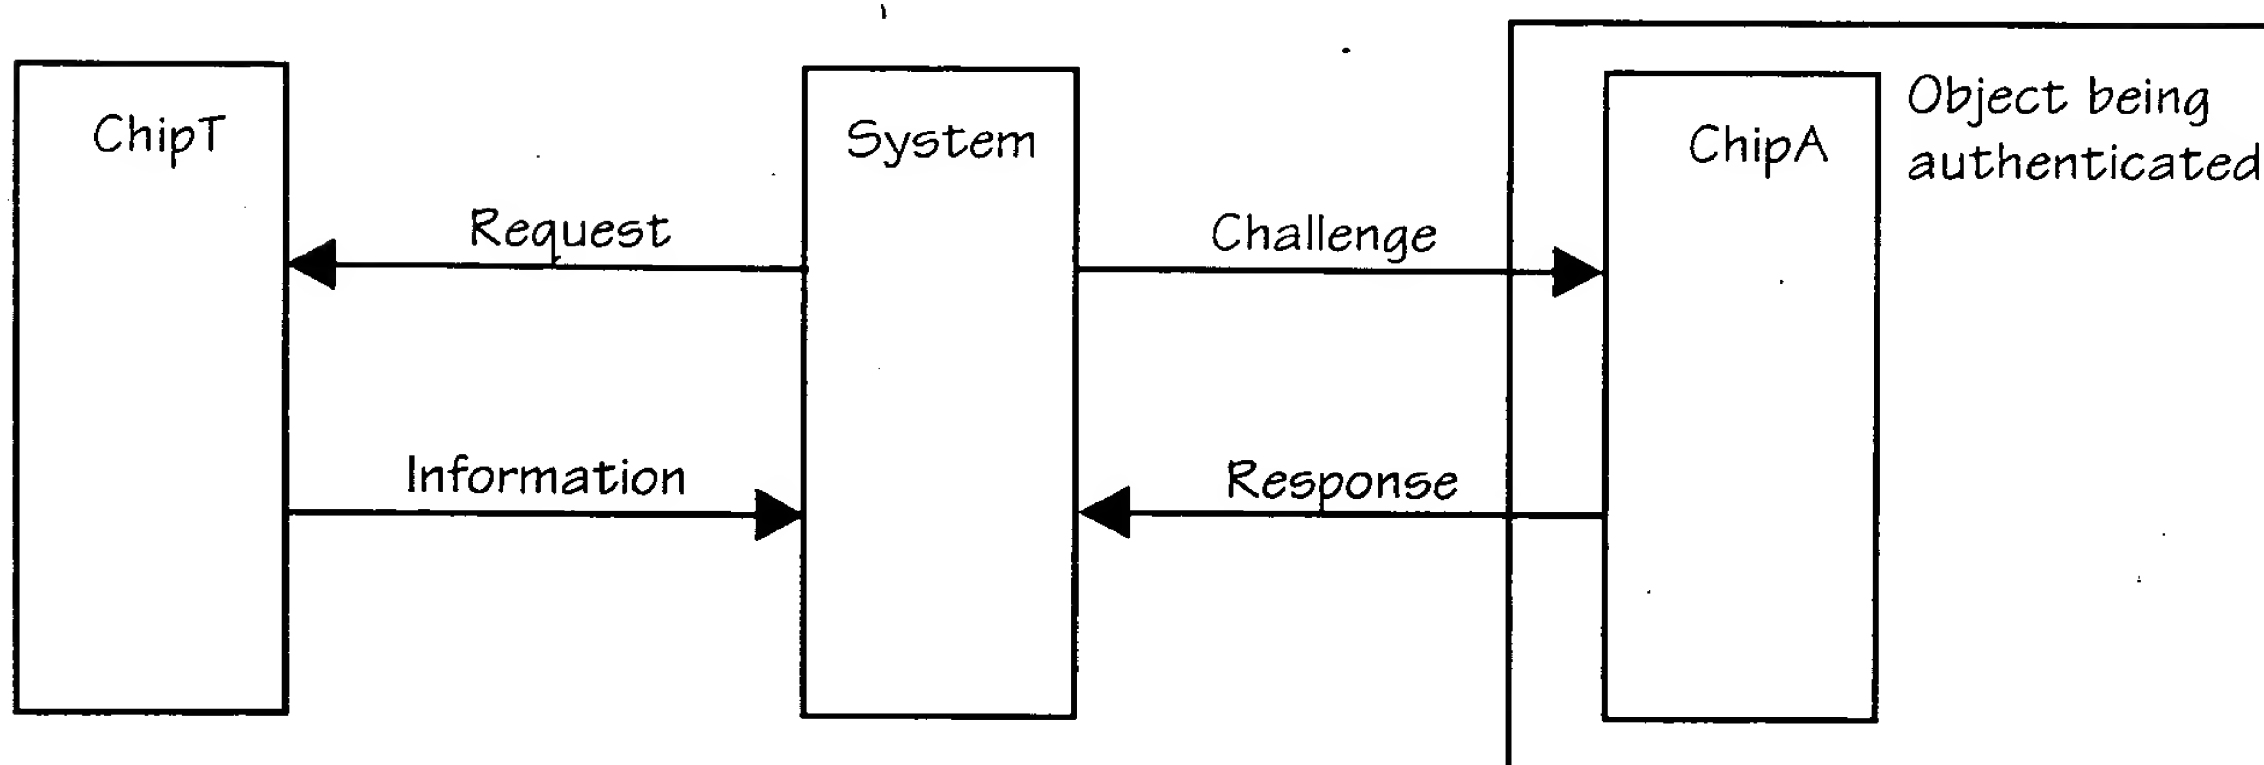 ChipT
System
ChipA
Object being
authenticated
Request
Challenge
Information
Response